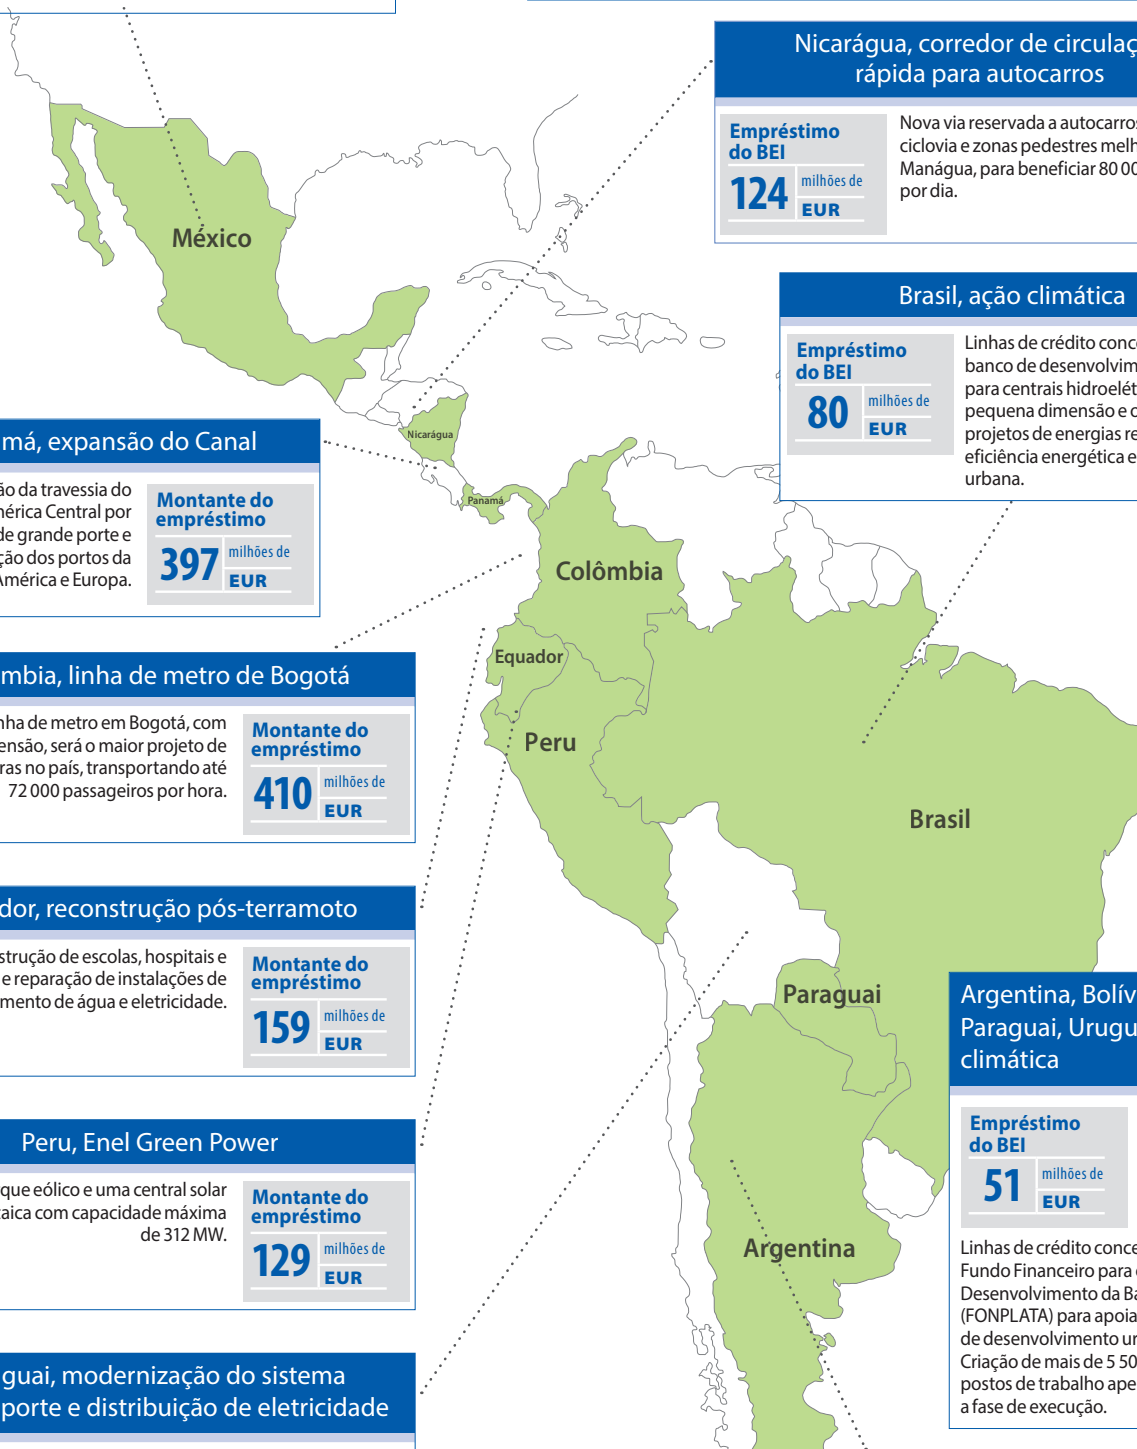 Nicarágua, corredor de circulaç
rápida para autocarros
Empréstimo
do BEI
124 milhões de
EUR
Nova via reservada a autocarros
ciclovia e zonas pedestres melh
Manágua, para beneficiar 80 00
por dia.
México
Brasil, ação climática
Empréstimo
do BEI
80 milhões de
EUR
Linhas de crédito conce
banco de desenvolvim
para centrais hidroelét
pequena dimensão e o
projetos de energias re
eficiência energética e
urbana.
Nicarágua
Panamá
má, expansão do Canal
ão da travessia do
mérica Central por
de grande porte e
ção dos portos da
América e Europa.
Montante do
empréstimo
397 milhões de
EUR
Colômbia
Equador
Peru
Brasil
Paraguai
Argentina
mbia, linha de metro de Bogotá
nha de metro em Bogotá, com
ensão, será o maior projeto de
ras no país, transportando até
72 000 passageiros por hora.
Montante do
empréstimo
410 milhões de
EUR
dor, reconstrução pós-terramoto
strução de escolas, hospitais e
e reparação de instalações de
mento de água e eletricidade.
Montante do
empréstimo
159 milhões de
EUR
Peru, Enel Green Power
que eólico e uma central solar
aica com capacidade máxima
de 312 MW.
Montante do
empréstimo
129 milhões de
EUR
guai, modernização do sistema
porte e distribuição de eletricidade
Argentina, Bolív
Paraguai, Urugu
climática
Empréstimo
do BEI
51 milhões de
EUR
Linhas de crédito conce
Fundo Financeiro para o
Desenvolvimento da Ba
(FONPLATA) para apoia
de desenvolvimento ur
Criação de mais de 5 50
postos de trabalho ape
a fase de execução.